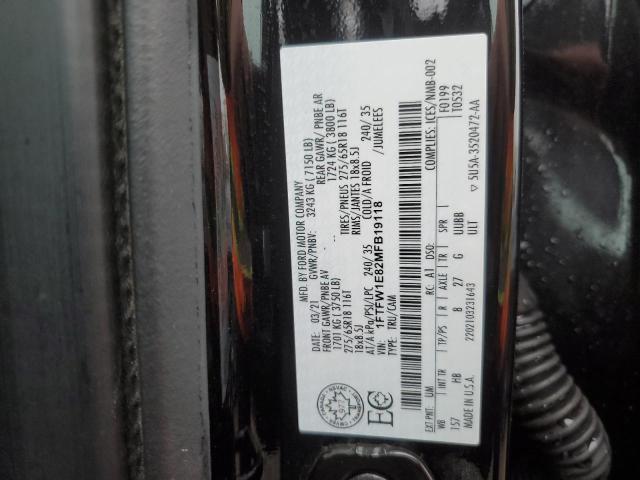 MFD. BY FORD MOTOR COMPANY
DATE: 03/21 GVWR/PNBV: 3243 KG ( 7150 LB)
FRONT GAWR/PNBE AV REAR GAWR/ PNBE AR
1701 KG ( 3750 LB) 1724 KG ( 3800 LB)
275/65R18 116T TIRES/PNEUS 275/65R18 116T
18x8.5J RIMS/JANTES 18x8.5J
AT/A kPa/PSI/LPC 240/35 COLD/A FROID 240/35
VIN: 1FTFW1E82MFB19118 /JUMELEES
TYPE: TRU/CAM
EC
EXT PNT: UM RC: A1 DSO: COMPLIES: ICES/NMB-002
WB INT TR TP/PS R AXLE TR SPR F0199
157 HB 8 27 G UUBB T0532
ULT
MADE IN U.S.A. 2202103231643 ▽ 5U5A-3520472-AA